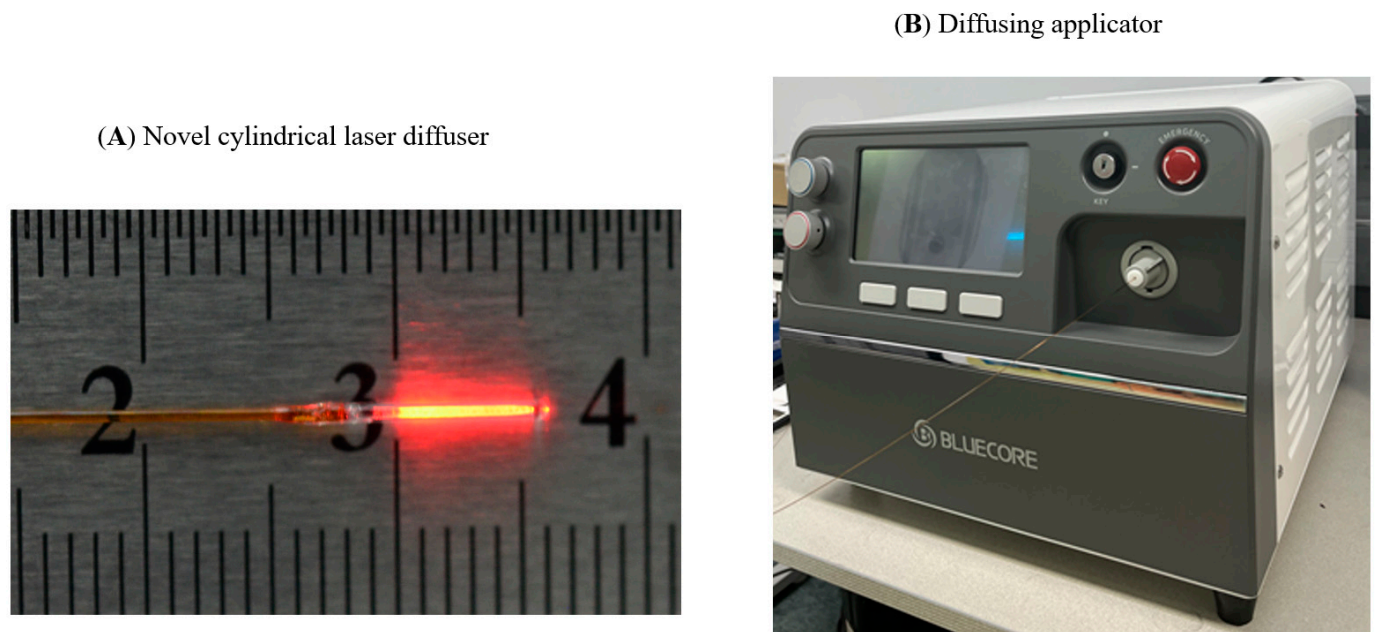 (B) Diffusing applicator
(A) Novel cylindrical laser diffuser
EMERGENCY
KEY
2 3 4
B BLUECORE